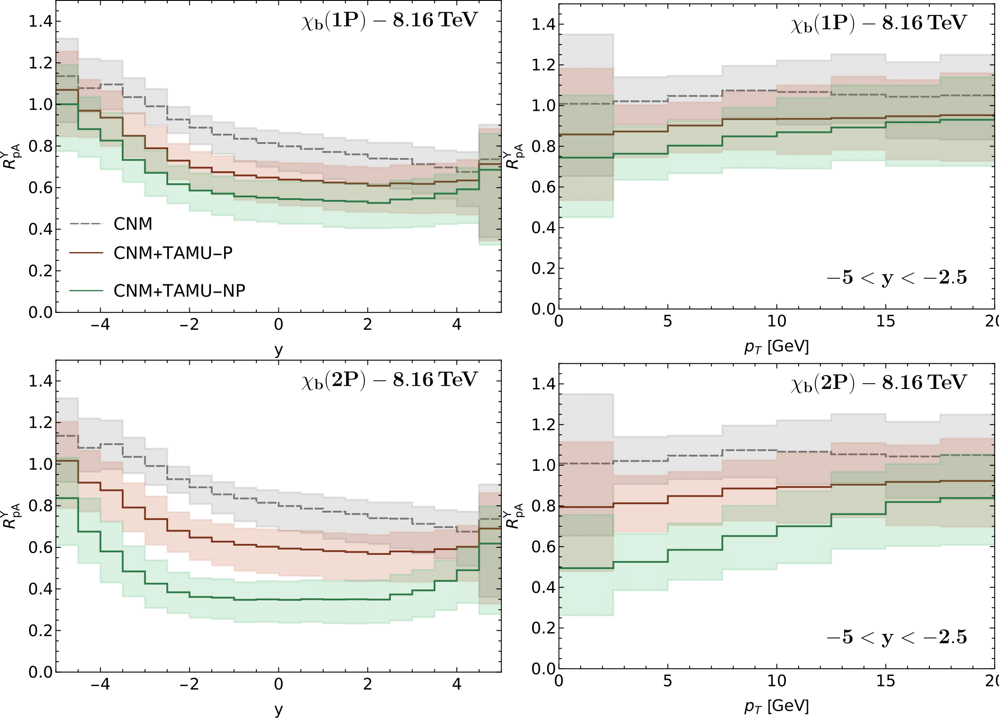 χb(1P) − 8.16 TeV
1.4
1.2
1.0
0.8
0.6
0.4
0.2
0.0
R^Υ_pA
CNM
CNM+TAMU−P
CNM+TAMU−NP
−4 −2 0 2 4
y
χb(1P) − 8.16 TeV
1.4
1.2
1.0
0.8
0.6
0.4
0.2
0.0
R^Υ_pA
−5 < y < −2.5
0 5 10 15 20
pT [GeV]
χb(2P) − 8.16 TeV
1.4
1.2
1.0
0.8
0.6
0.4
0.2
0.0
R^Υ_pA
−4 −2 0 2 4
y
χb(2P) − 8.16 TeV
1.4
1.2
1.0
0.8
0.6
0.4
0.2
0.0
R^Υ_pA
−5 < y < −2.5
0 5 10 15 20
pT [GeV]